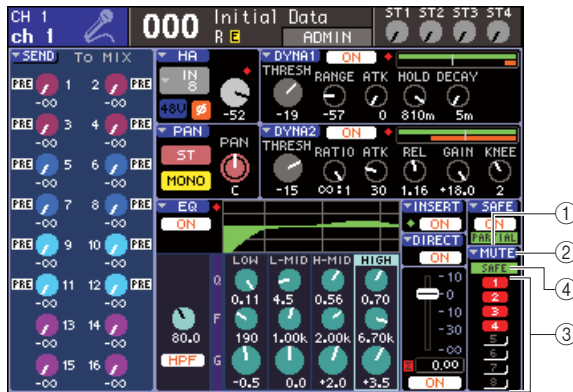 CH 1
ch 1
000
Initial Data
R E
ADMIN
ST1 ST2 ST3 ST4
SEND TO MIX
PRE 1 2 PRE
-∞ -∞
PRE 3 4 PRE
-∞ -∞
PRE 5 6 PRE
-∞ -∞
PRE 7 8 PRE
-∞ -∞
PRE 9 10 PRE
-∞ -∞
PRE 11 12 PRE
-∞ -∞
13 14
-∞ -∞
15 16
-∞ -∞
HA
IN
8
48V Ø
-52
PAN
ST
MONO
PAN
C
DYNA1 ON
THRESH RANGE ATK HOLD DECAY
-19 -57 0 810m 5m
DYNA2 ON
THRESH RATIO ATK REL GAIN KNEE
-15 ∞:1 30 1.16 +18.0 2
EQ
ON
LOW L-MID H-MID HIGH
Q
0.11 4.5 0.56 0.70
F
80.0
190 1.00k 2.00k 6.70k
HPF
G
-0.5 0.0 +2.0 +3.5
INSERT
ON
DIRECT
ON
10
0
-10
-30
-∞
0.00
ON
SAFE
ON
PARTIAL
MUTE
SAFE
1
2
3
4
5
6
7
8
1
2
4
3